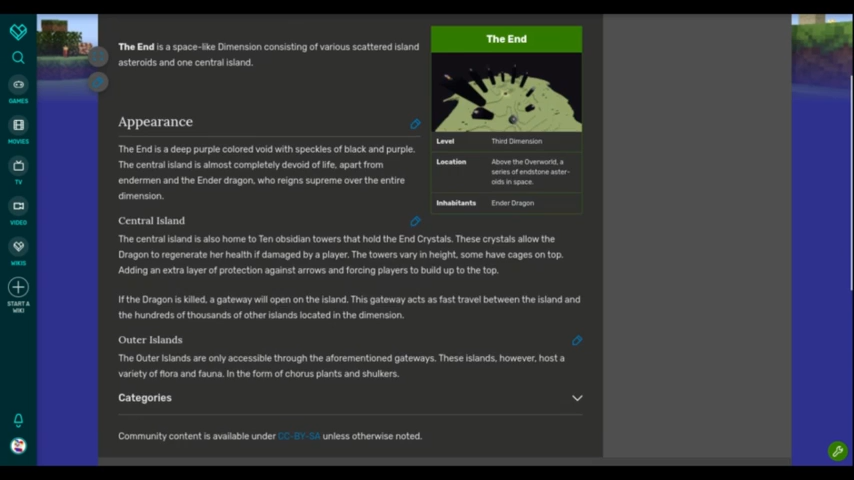 The End is a space-like Dimension consisting of various scattered island
asteroids and one central island.
The End
Level Third Dimension
Location Above the Overworld, a
series of endstone aster-
oids in space.
Inhabitants Ender Dragon
Appearance
The End is a deep purple colored void with speckles of black and purple.
The central island is almost completely devoid of life, apart from
endermen and the Ender dragon, who reigns supreme over the entire
dimension.
Central Island
The central island is also home to Ten obsidian towers that hold the End Crystals. These crystals allow the
Dragon to regenerate her health if damaged by a player. The towers vary in height, some have cages on top.
Adding an extra layer of protection against arrows and forcing players to build up to the top.
If the Dragon is killed, a gateway will open on the island. This gateway acts as fast travel between the island and
the hundreds of thousands of other islands located in the dimension.
Outer Islands
The Outer Islands are only accessible through the aforementioned gateways. These islands, however, host a
variety of flora and fauna. In the form of chorus plants and shulkers.
Categories
Community content is available under CC-BY-SA unless otherwise noted.
GAMES
MOVIES
TV
VIDEO
WIKIS
START A
WIKI